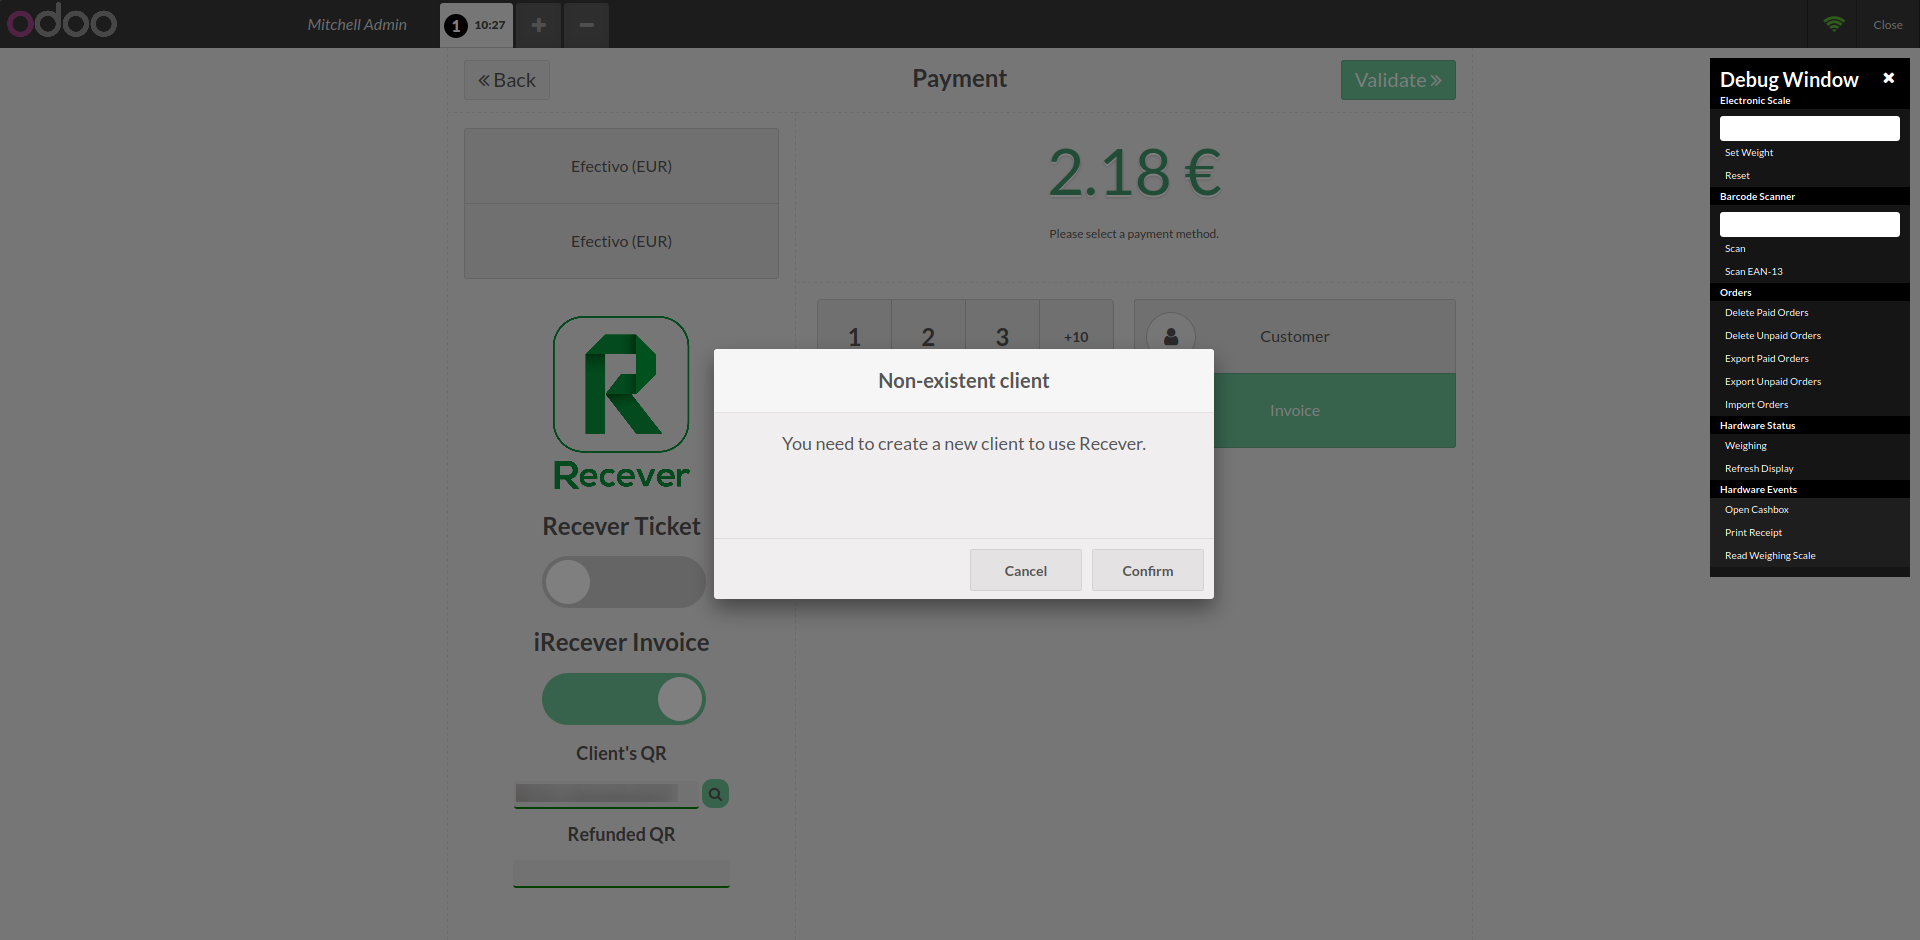 odoo
Mitchell Admin
1 10:27
Close
Back
Payment
Validate
Efectivo (EUR)
Efectivo (EUR)
2.18 €
Please select a payment method.
1 2 3 +10
Customer
Invoice
Recever
Recever Ticket
iRecever Invoice
Client's QR
Refunded QR
Non-existent client
You need to create a new client to use Recever.
Cancel
Confirm
Debug Window
Electronic Scale
Set Weight
Reset
Barcode Scanner
Scan
Scan EAN-13
Orders
Delete Paid Orders
Delete Unpaid Orders
Export Paid Orders
Export Unpaid Orders
Import Orders
Hardware Status
Weighing
Refresh Display
Hardware Events
Open Cashbox
Print Receipt
Read Weighing Scale